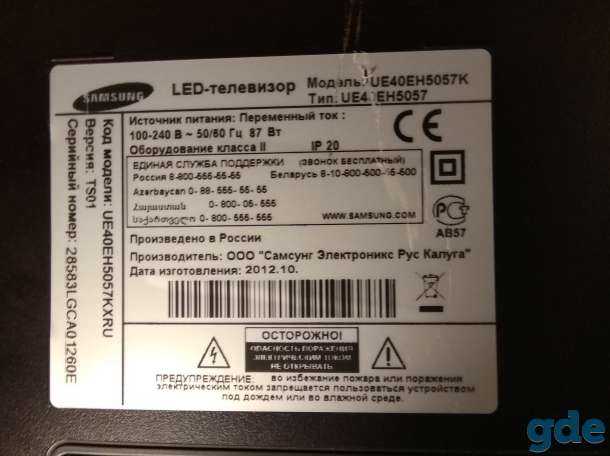 SAMSUNG
LED-телевизор
Модель: UE40EH5057K
Тип: UE40EH5057
Источник питания: Переменный ток :
100-240 В ~ 50/60 Гц 87 Вт
Оборудование класса II IP 20
ЕДИНАЯ СЛУЖБА ПОДДЕРЖКИ (ЗВОНОК БЕСПЛАТНЫЙ)
Россия 8-800-555-55-55 Беларусь 8-10-800-500-55-500
Azərbaycan 0- 88- 555- 55- 55
Հայաստան 0- 800- 555- 555
საქართველო 0- 800- 555- 555
WWW.SAMSUNG.COM
CE
АВ57
Произведено в России
Производитель: ООО "Самсунг Электроникс Рус Калуга"
Дата изготовления: 2012.10.
ОСТОРОЖНО!
ОПАСНОСТЬ ПОРАЖЕНИЯ
ЭЛЕКТРИЧЕСКИМ ТОКОМ
НЕ ОТКРЫВАТЬ
ПРЕДУПРЕЖДЕНИЕ: во избежание пожара или поражения
электрическим током запрещается пользоваться устройством
под дождем или во влажной среде.
Код модели: UE40EH5057KXRU
Версия: TS01
Серийный номер: 28583LGCA01260E
gde